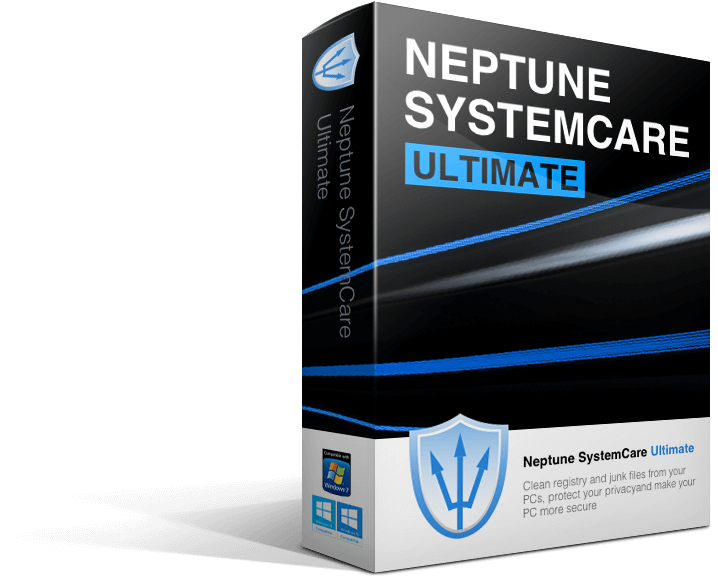 NEPTUNE
SYSTEMCARE
ULTIMATE
Neptune SystemCare
Ultimate
Compatible with
Windows 7
Neptune SystemCare Ultimate
Clean registry and junk files from your
PCs, protect your privacyand make your
PC more secure